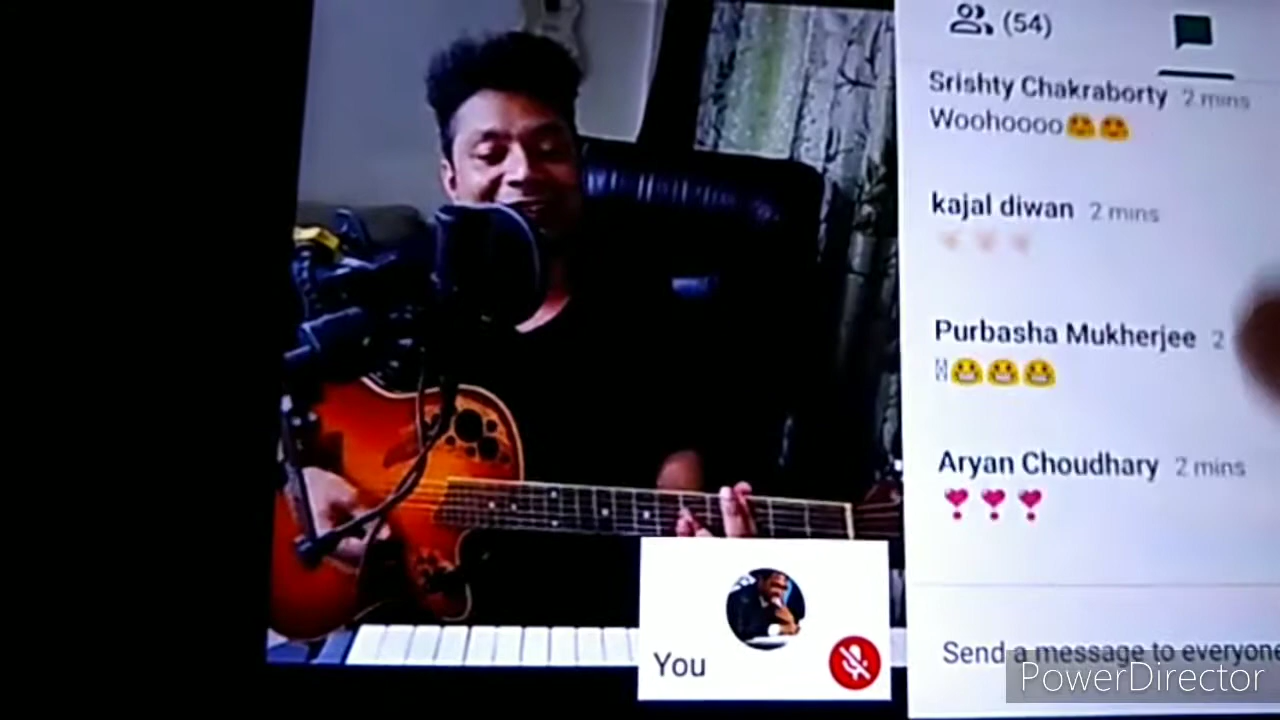 (54)
Srishty Chakraborty 2 mins
Woohoooo😍😍
kajal diwan 2 mins
Purbasha Mukherjee 2
😷😷😷
Aryan Choudhary 2 mins
❣❣❣
You
Send a message to everyone
PowerDirector